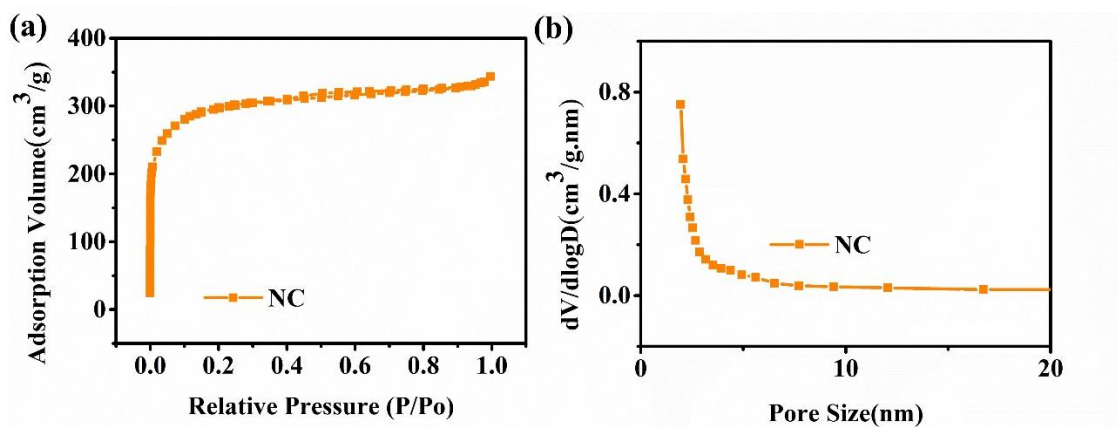 (a)
Adsorption Volume(cm³/g)
400
300
200
100
0
NC
0.0 0.2 0.4 0.6 0.8 1.0
Relative Pressure (P/Po)
(b)
dV/dlogD(cm³/g.nm)
0.8
0.4
0.0
NC
0 10 20
Pore Size(nm)